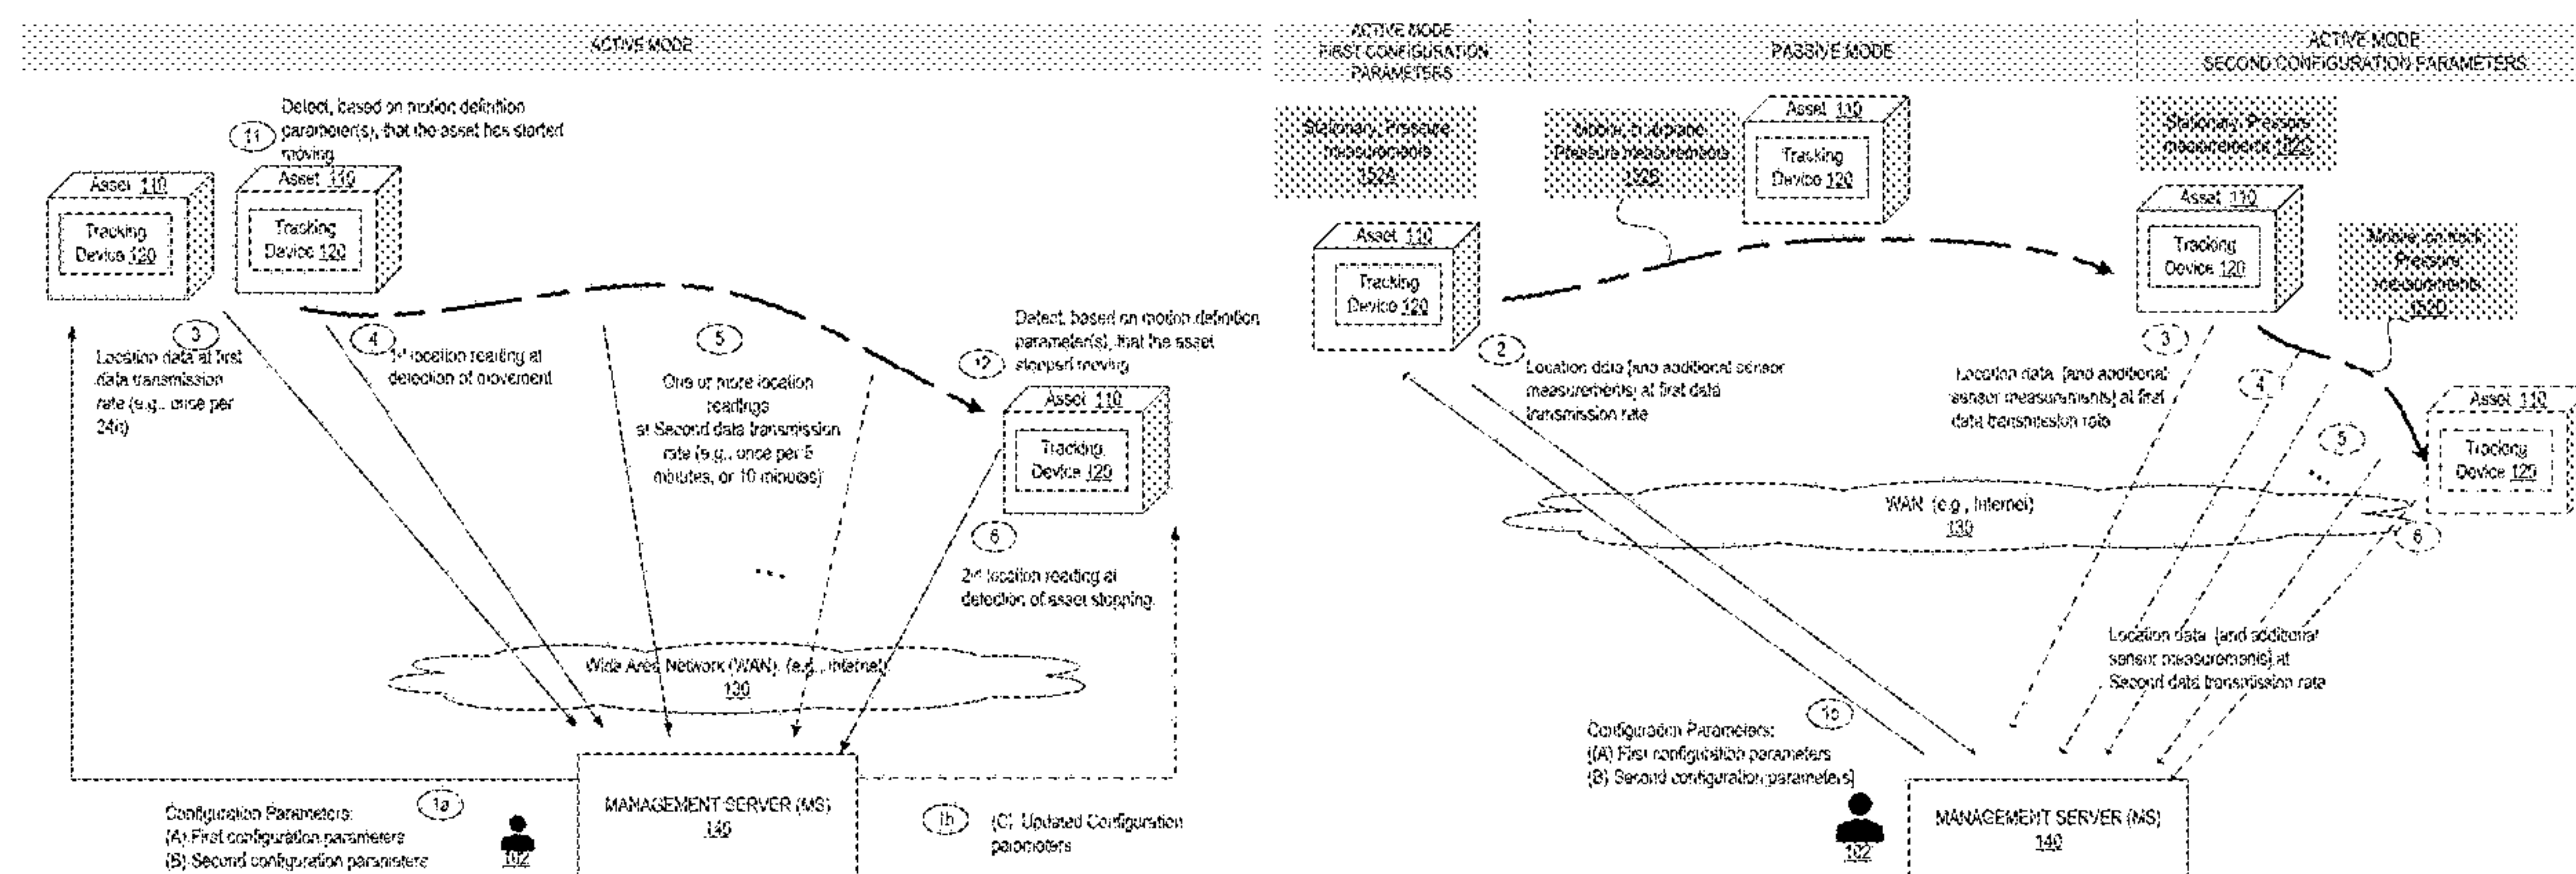 ACTIVE MODE
11
Detect, based on motion definition
parameter(s), that the asset has started
moving
Asset 110
Tracking
Device 120
Asset 110
Tracking
Device 120
3
Location data at first
data transmission
rate (e.g., once per
24h)
4
1st location reading at
detection of movement
5
One or more location
readings
at Second data transmission
rate (e.g., once per 5
minutes, or 10 minutes)
12
Detect, based on motion definition
parameter(s), that the asset
stopped moving
Asset 110
Tracking
Device 120
6
2nd location reading at
detection of asset stopping.
...
Wide Area Network (WAN). (e.g., Internet)
130
1a
Configuration Parameters:
(A) First configuration parameters
(B) Second configuration parameters
102
MANAGEMENT SERVER (MS)
140
1b
(C) Updated Configuration
parameters
ACTIVE MODE
FIRST CONFIGURATION
PARAMETERS
PASSIVE MODE
ACTIVE MODE
SECOND CONFIGURATION PARAMETERS
Stationary, Pressure
measurements
Pressure measurements
Asset 110
Tracking
Device 120
Stationary, Pressure
measurements
Asset 110
Tracking
Device 120
Asset 110
Tracking
Device 120
Pressure
measurements
2
Location data [and additional sensor
measurements] at first data
transmission rate
3
Location data [and additional
sensor measurements] at first
data transmission rate
4
5
...
Asset 110
Tracking
Device 120
6
WAN (e.g., Internet)
130
Location data [and additional
sensor measurements] at
Second data transmission rate
Configuration Parameters:
[(A) First configuration parameters
(B) Second configuration parameters]
102
MANAGEMENT SERVER (MS)
140